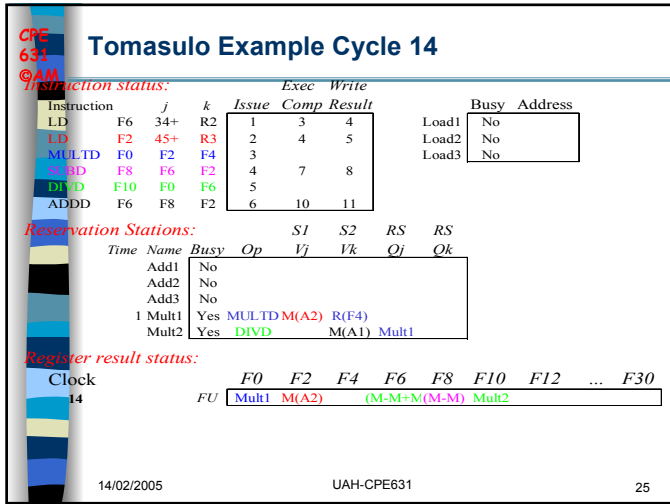 CPE
631
©AM
Tomasulo Example Cycle 14
Instruction status: Exec Write
Instruction j k Issue Comp Result Busy Address
LD F6 34+ R2 1 3 4 Load1 No
LD F2 45+ R3 2 4 5 Load2 No
MULTD F0 F2 F4 3 Load3 No
SUBD F8 F6 F2 4 7 8
DIVD F10 F0 F6 5
ADDD F6 F8 F2 6 10 11
Reservation Stations: S1 S2 RS RS
Time Name Busy Op Vj Vk Qj Qk
Add1 No
Add2 No
Add3 No
1 Mult1 Yes MULTD M(A2) R(F4)
Mult2 Yes DIVD M(A1) Mult1
Register result status:
Clock F0 F2 F4 F6 F8 F10 F12 ... F30
14 FU Mult1 M(A2) (M-M+M (M-M) Mult2
14/02/2005 UAH-CPE631 25